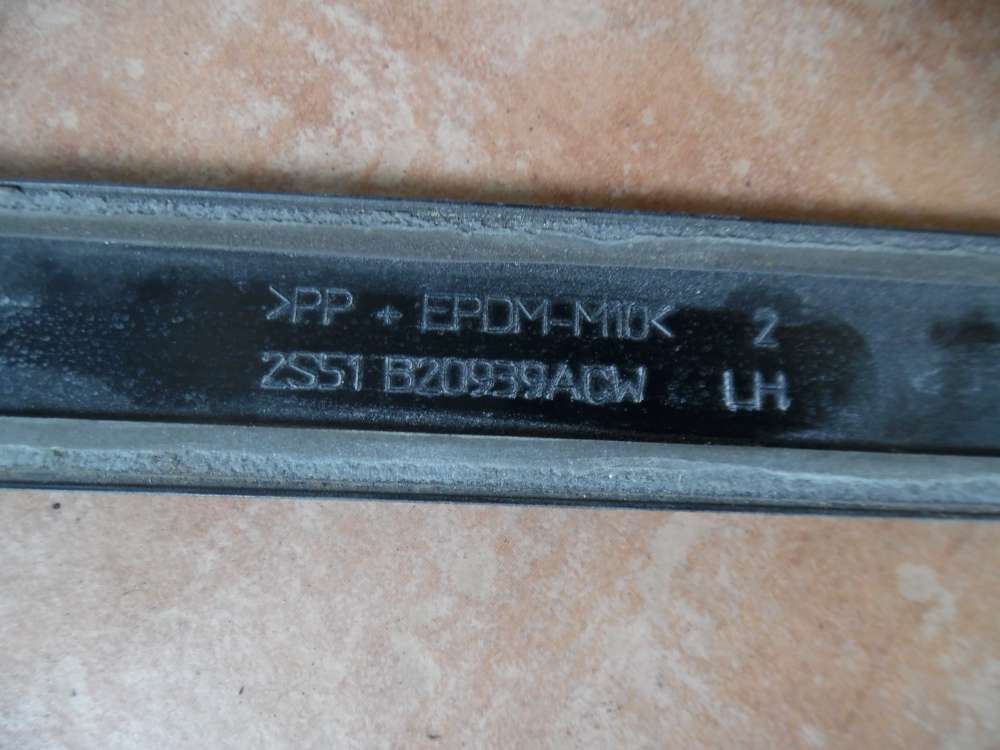 >PP + EPDM-M10< 2
2S51 B20939ACW LH